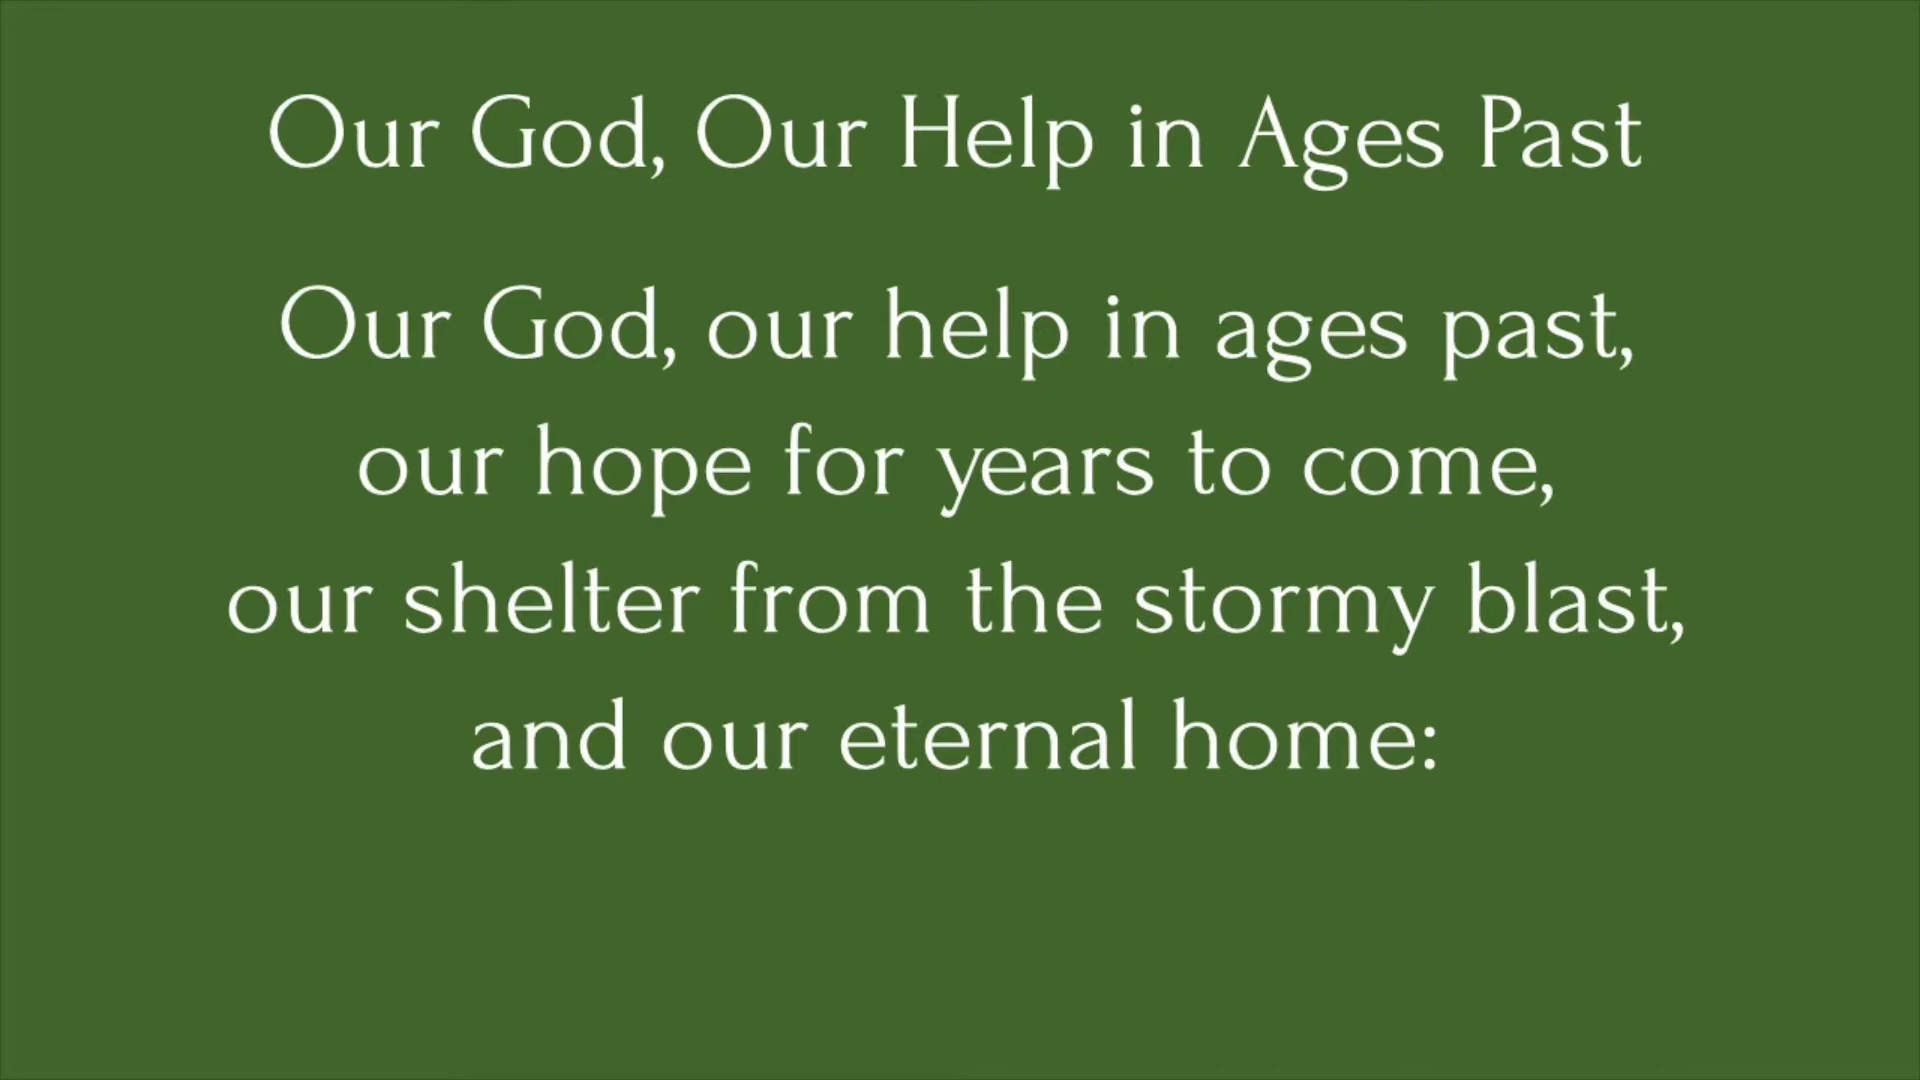 Our God, Our Help in Ages Past
Our God, our help in ages past,
our hope for years to come,
our shelter from the stormy blast,
and our eternal home: